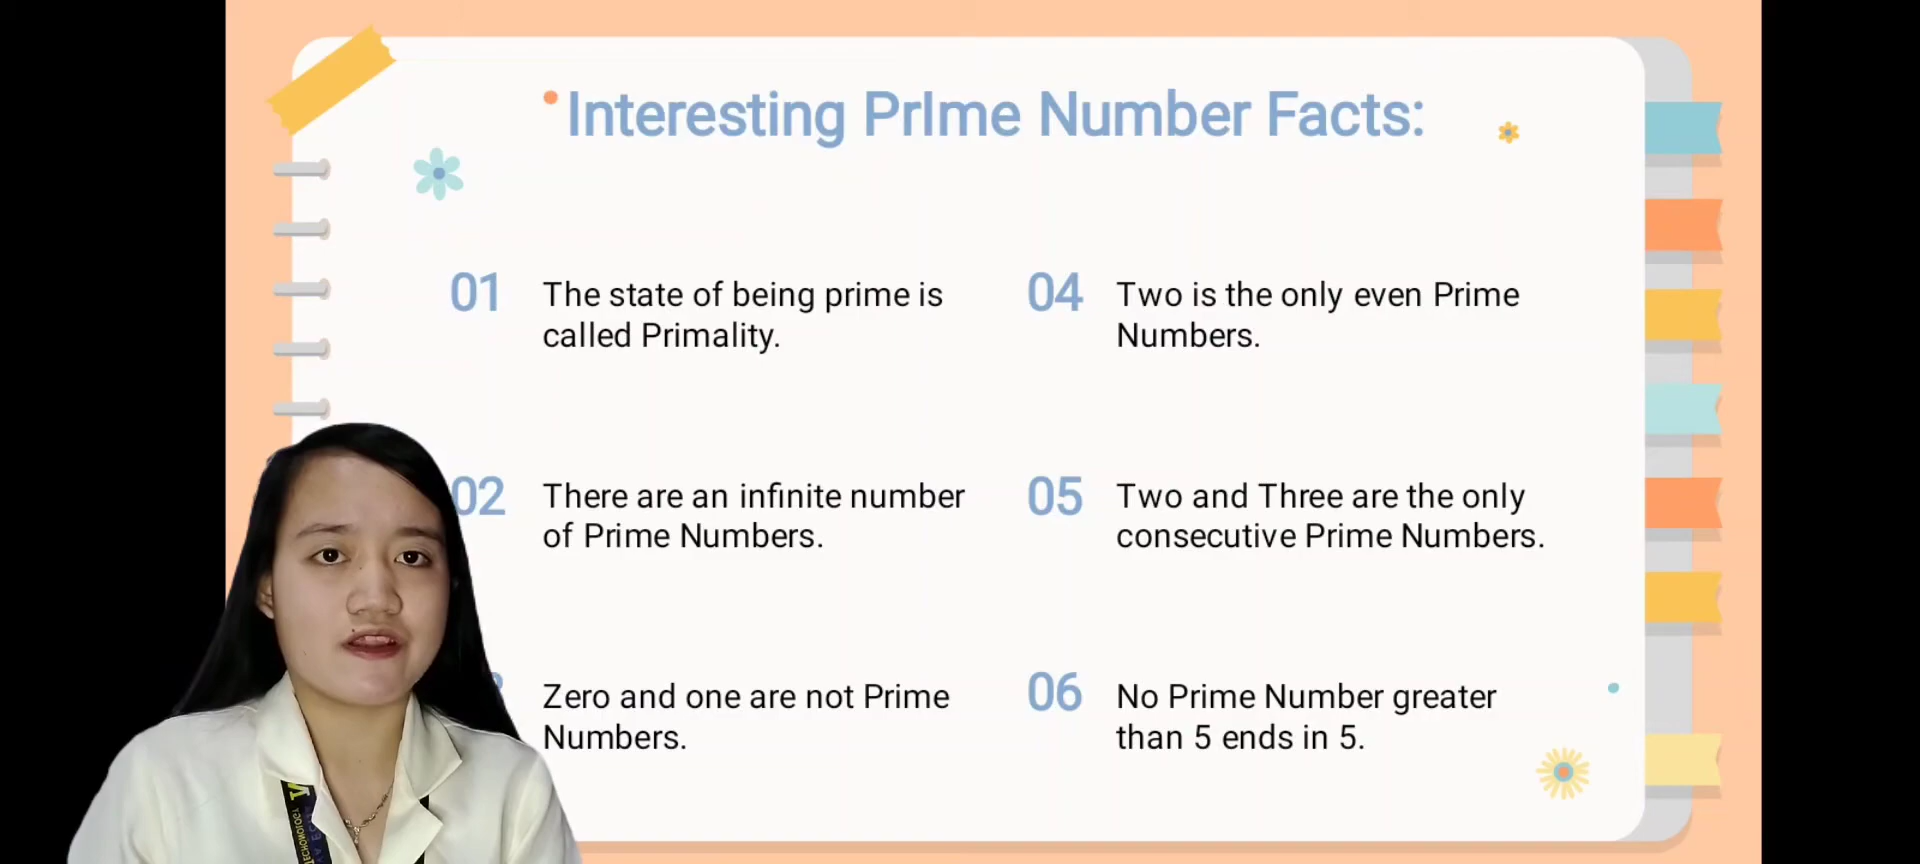 Interesting PrIme Number Facts:
01
The state of being prime is
called Primality.
02
There are an infinite number
of Prime Numbers.
Zero and one are not Prime
Numbers.
04
Two is the only even Prime
Numbers.
05
Two and Three are the only
consecutive Prime Numbers.
06
No Prime Number greater
than 5 ends in 5.